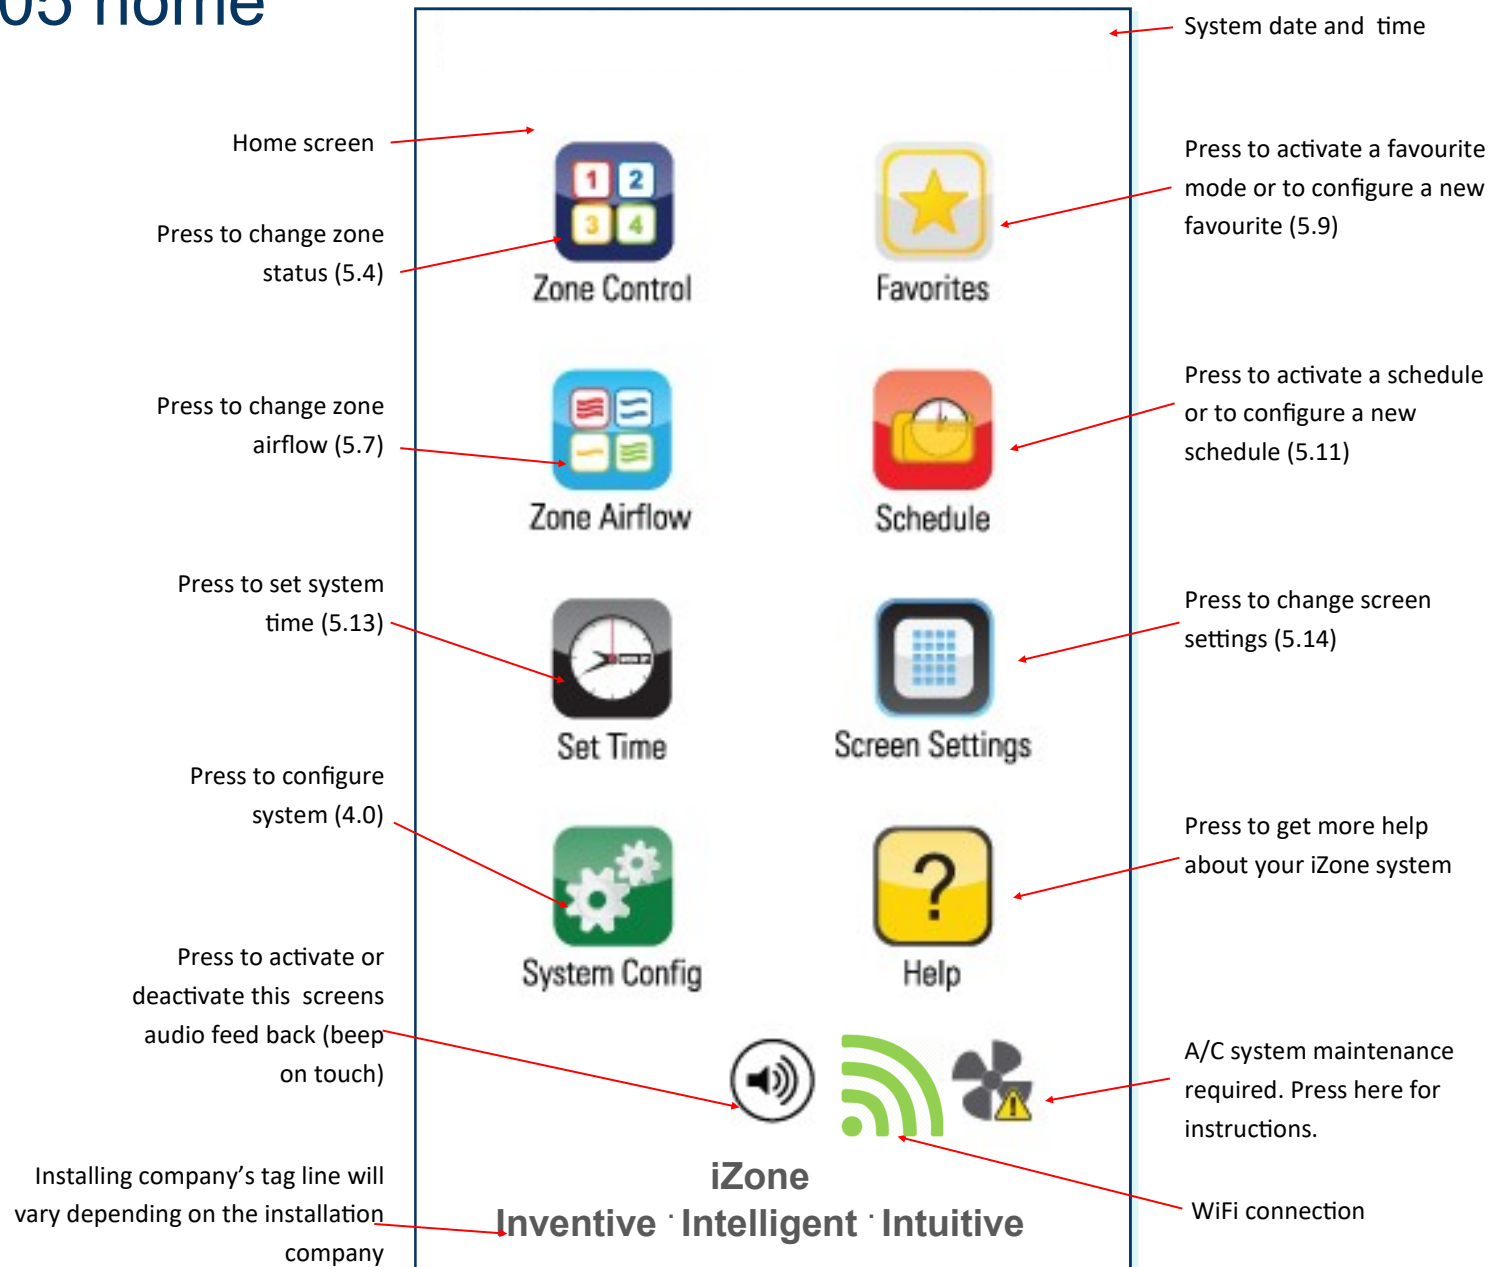 05 home
System date and  time
Home screen
Press to activate a favourite
mode or to configure a new
favourite (5.9)
1 2
3 4
Press to change zone
status (5.4)
Zone Control
Favorites
Press to change zone
airflow (5.7)
Press to activate a schedule
or to configure a new
schedule (5.11)
Zone Airflow
Schedule
Press to set system
time (5.13)
Press to change screen
settings (5.14)
Set Time
Screen Settings
Press to configure
system (4.0)
Press to get more help
about your iZone system
?
System Config
Help
Press to activate or
deactivate this  screens
audio feed back (beep
on touch)
A/C system maintenance
required. Press here for
instructions.
Installing company’s tag line will
vary depending on the installation
company
iZone
Inventive · Intelligent · Intuitive
WiFi connection